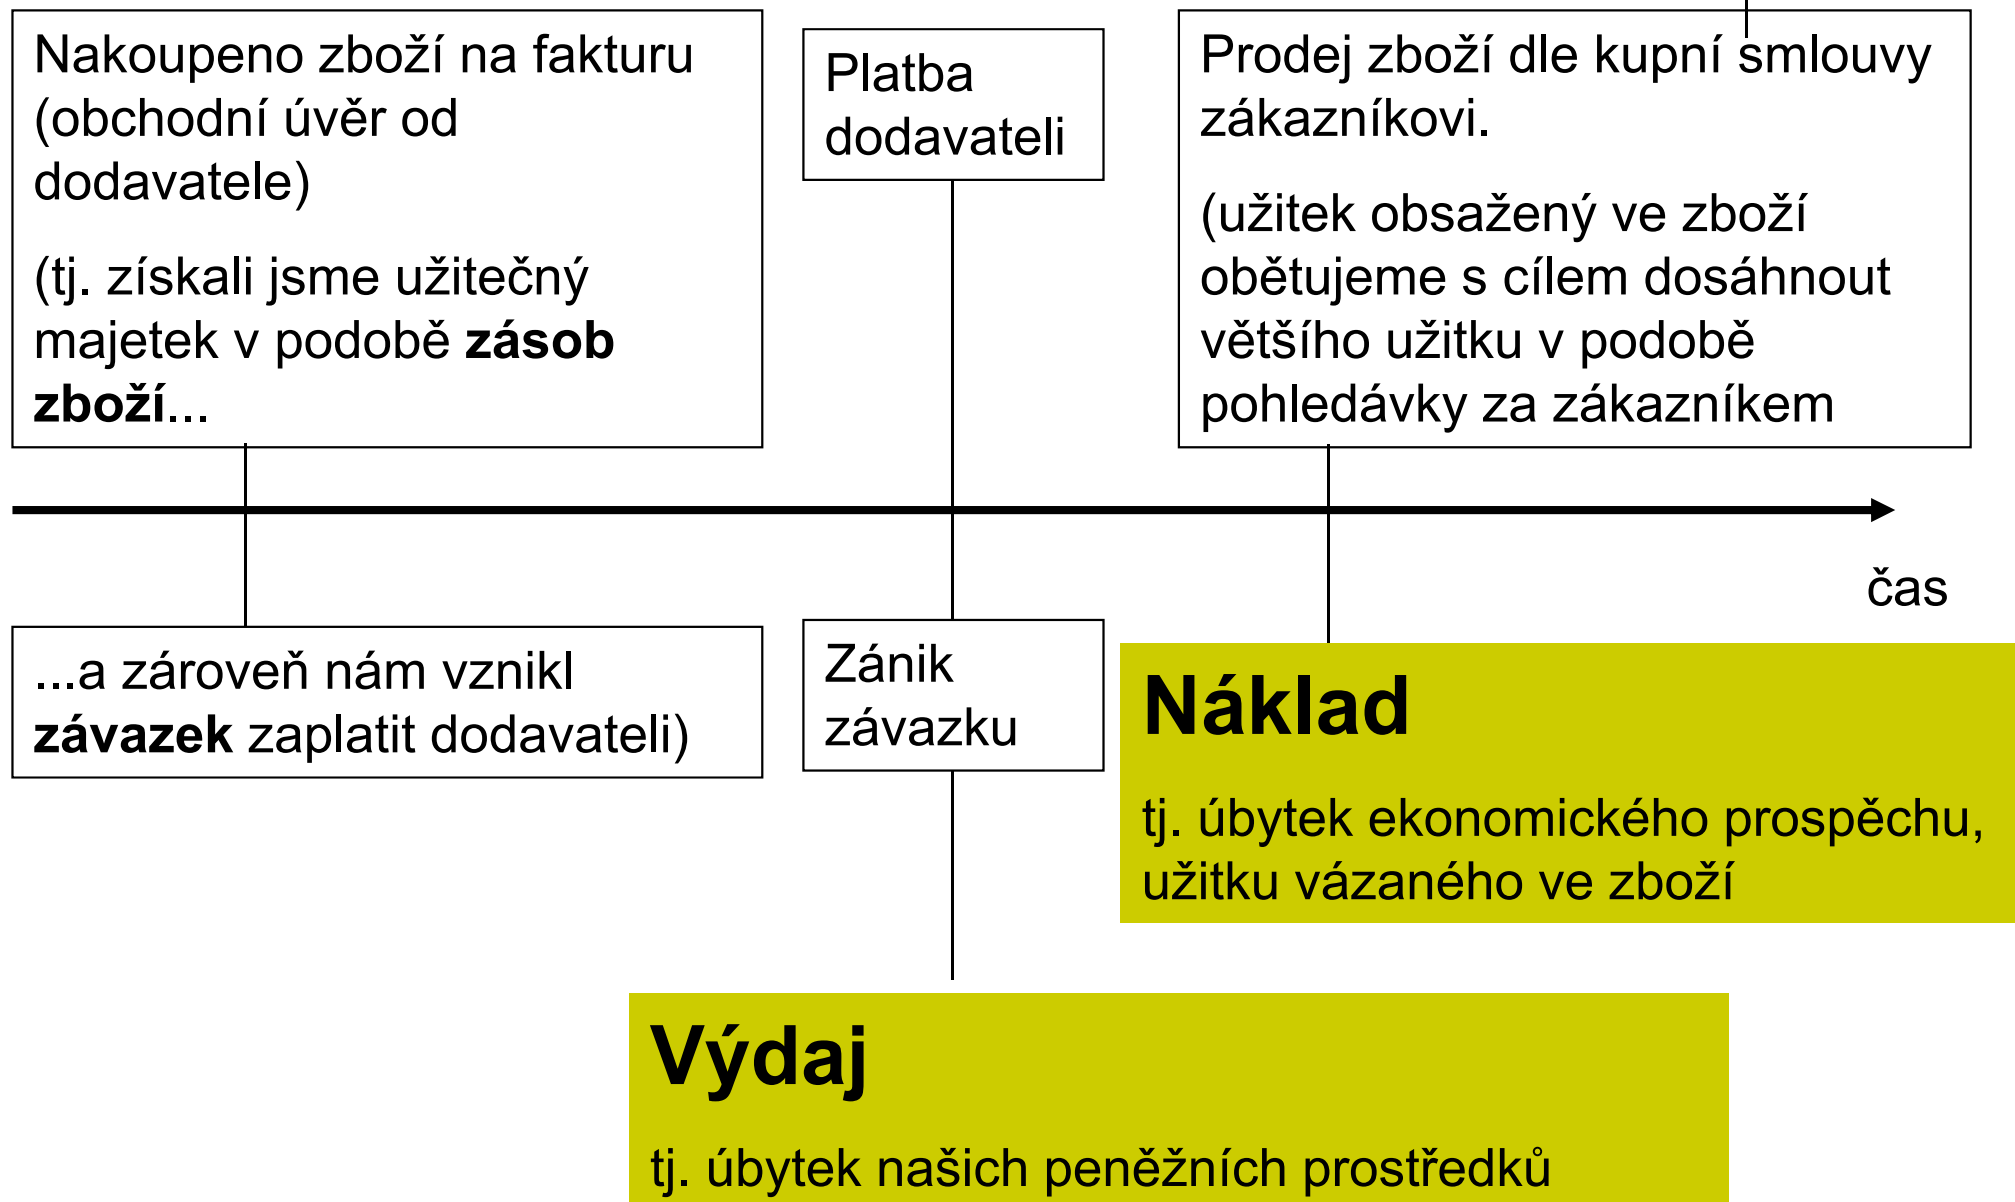 Nakoupeno zboží na fakturu
(obchodní úvěr od
dodavatele)
(tj. získali jsme užitečný
majetek v podobě zásob
zboží...
Platba
dodavateli
Prodej zboží dle kupní smlouvy
zákazníkovi.
(užitek obsažený ve zboží
obětujeme s cílem dosáhnout
většího užitku v podobě
pohledávky za zákazníkem
čas
...a zároveň nám vznikl
závazek zaplatit dodavateli)
Zánik
závazku
Náklad
tj. úbytek ekonomického prospěchu,
užitku vázaného ve zboží
Výdaj
tj. úbytek našich peněžních prostředků